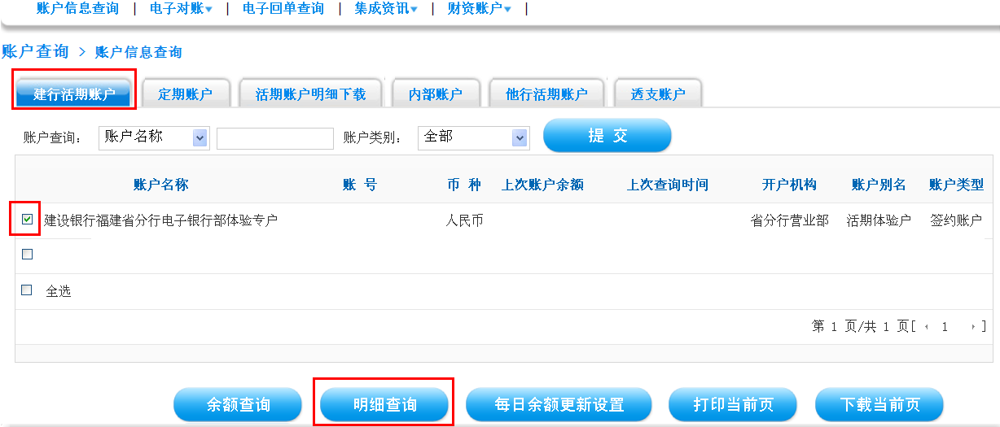 账户信息查询 | 电子对账 | 电子回单查询 | 集成资讯 | 财资账户 |
账户查询 > 账户信息查询
建行活期账户 定期账户 活期账户明细下载 内部账户 他行活期账户 透支账户
账户查询： 账户名称 账户类别： 全部 提 交
账户名称 账 号 币 种 上次账户余额 上次查询时间 开户机构 账户别名 账户类型
建设银行福建省分行电子银行部体验专户 人民币 省分行营业部 活期体验户 签约账户
全选
第 1 页/共 1 页[ 1 ]
余额查询 明细查询 每日余额更新设置 打印当前页 下载当前页